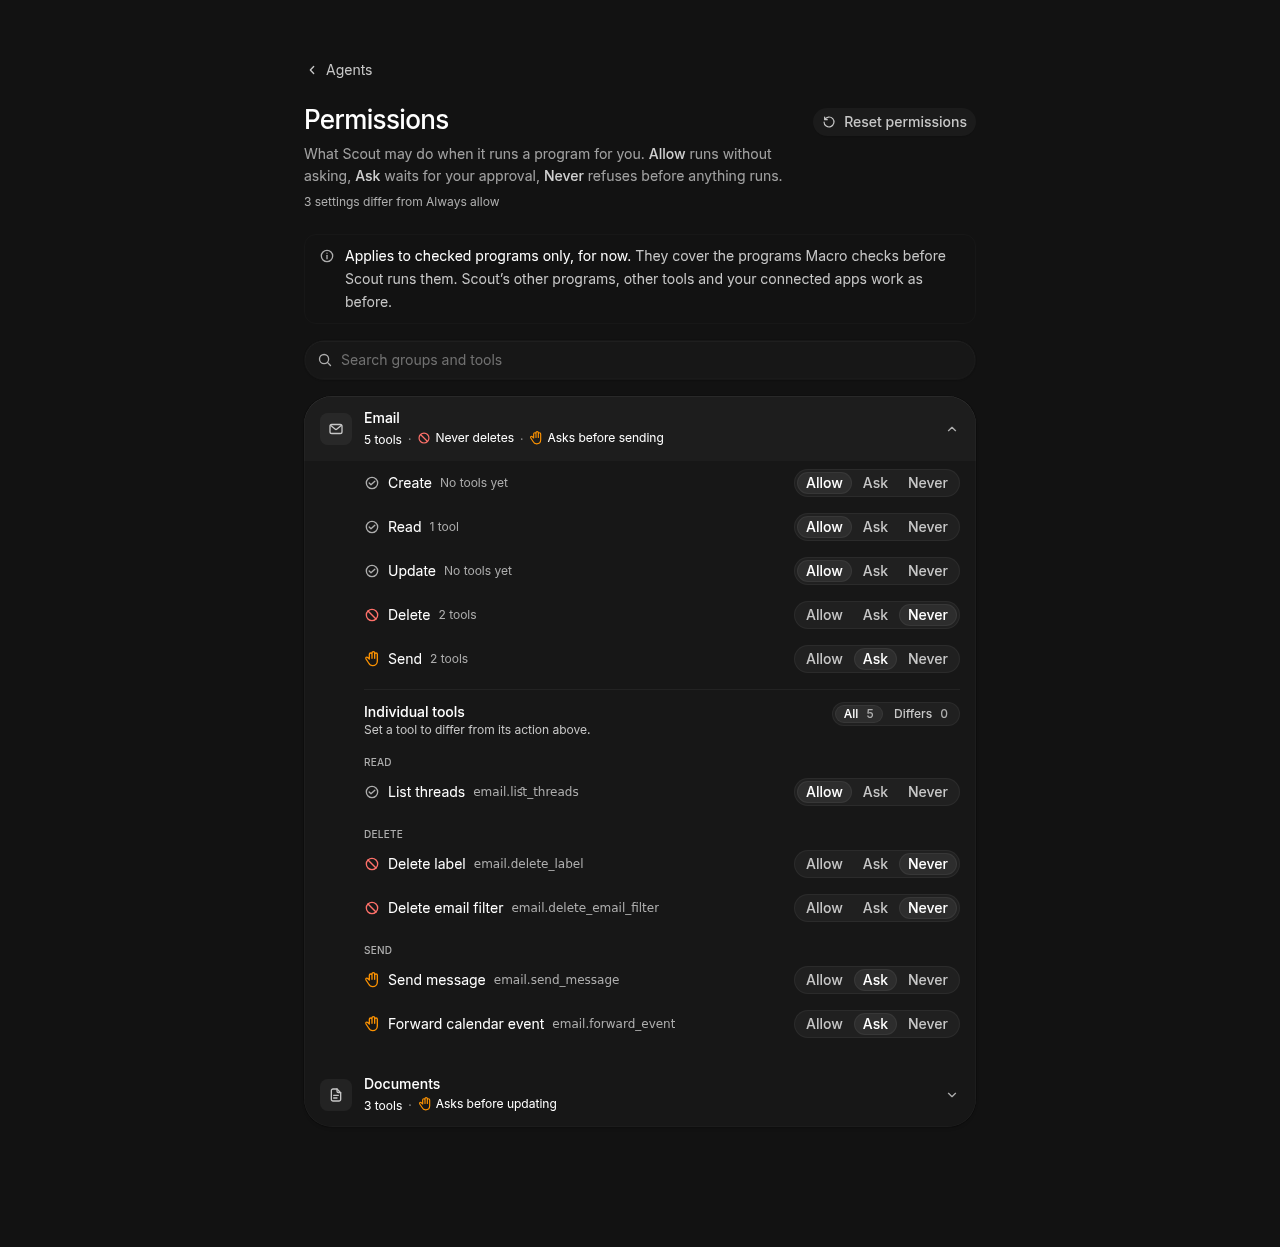 Agents
Permissions
Reset permissions
What Scout may do when it runs a program for you. Allow runs without
asking, Ask waits for your approval, Never refuses before anything runs.
3 settings differ from Always allow
Applies to checked programs only, for now. They cover the programs Macro checks before
Scout runs them. Scout’s other programs, other tools and your connected apps work as
before.
Search groups and tools
Email
5 tools · Never deletes · Asks before sending
Create No tools yet Allow Ask Never
Read 1 tool Allow Ask Never
Update No tools yet Allow Ask Never
Delete 2 tools Allow Ask Never
Send 2 tools Allow Ask Never
Individual tools All 5 Differs 0
Set a tool to differ from its action above.
READ
List threads email.list_threads Allow Ask Never
DELETE
Delete label email.delete_label Allow Ask Never
Delete email filter email.delete_email_filter Allow Ask Never
SEND
Send message email.send_message Allow Ask Never
Forward calendar event email.forward_event Allow Ask Never
Documents
3 tools · Asks before updating